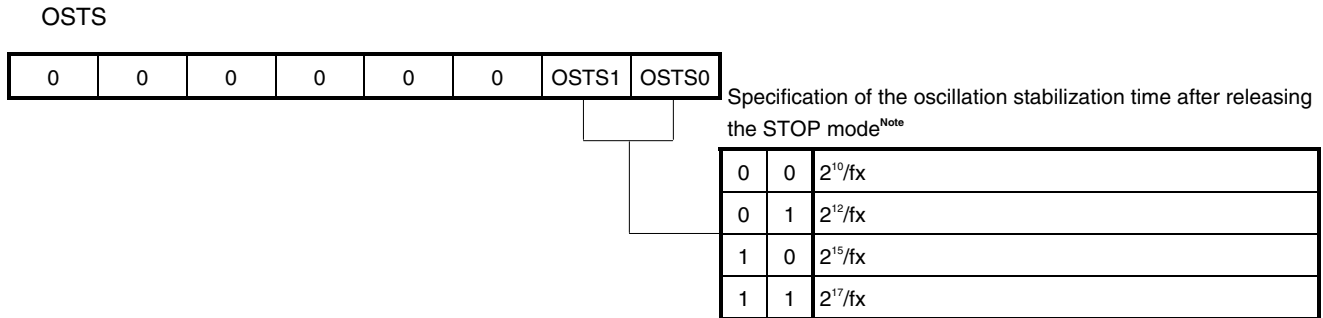 OSTS
0 0 0 0 0 0 OSTS1 OSTS0
Specification of the oscillation stabilization time after releasing
the STOP mode^Note
0 0 2^10/fx
0 1 2^12/fx
1 0 2^15/fx
1 1 2^17/fx